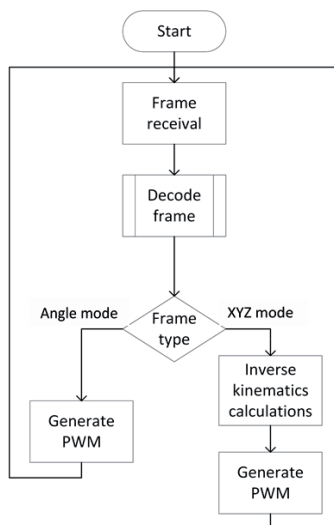 Start
Frame
receival
Decode
frame
Angle mode
Frame
type
XYZ mode
Inverse
kinematics
calculations
Generate
PWM
Generate
PWM